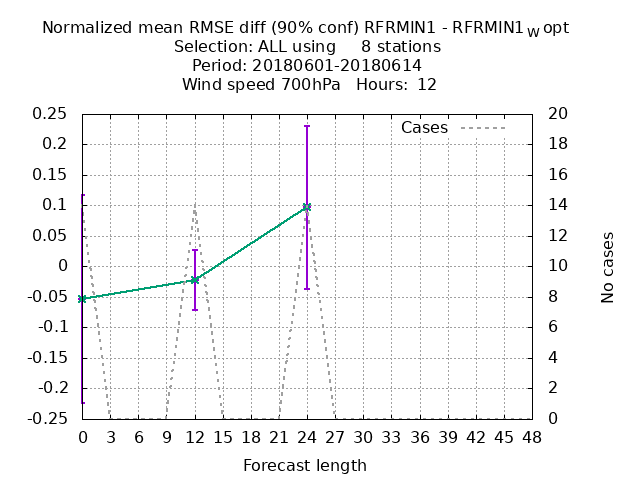 Normalized mean RMSE diff (90% conf) RFRMIN1 - RFRMIN1W opt
Selection: ALL using 8 stations
Period: 20180601-20180614
Wind speed 700hPa Hours: 12
Cases
0.25
0.2
0.15
0.1
0.05
0
-0.05
-0.1
-0.15
-0.2
-0.25
20
18
16
14
12
10
8
6
4
2
0
No cases
0 3 6 9 12 15 18 21 24 27 30 33 36 39 42 45 48
Forecast length